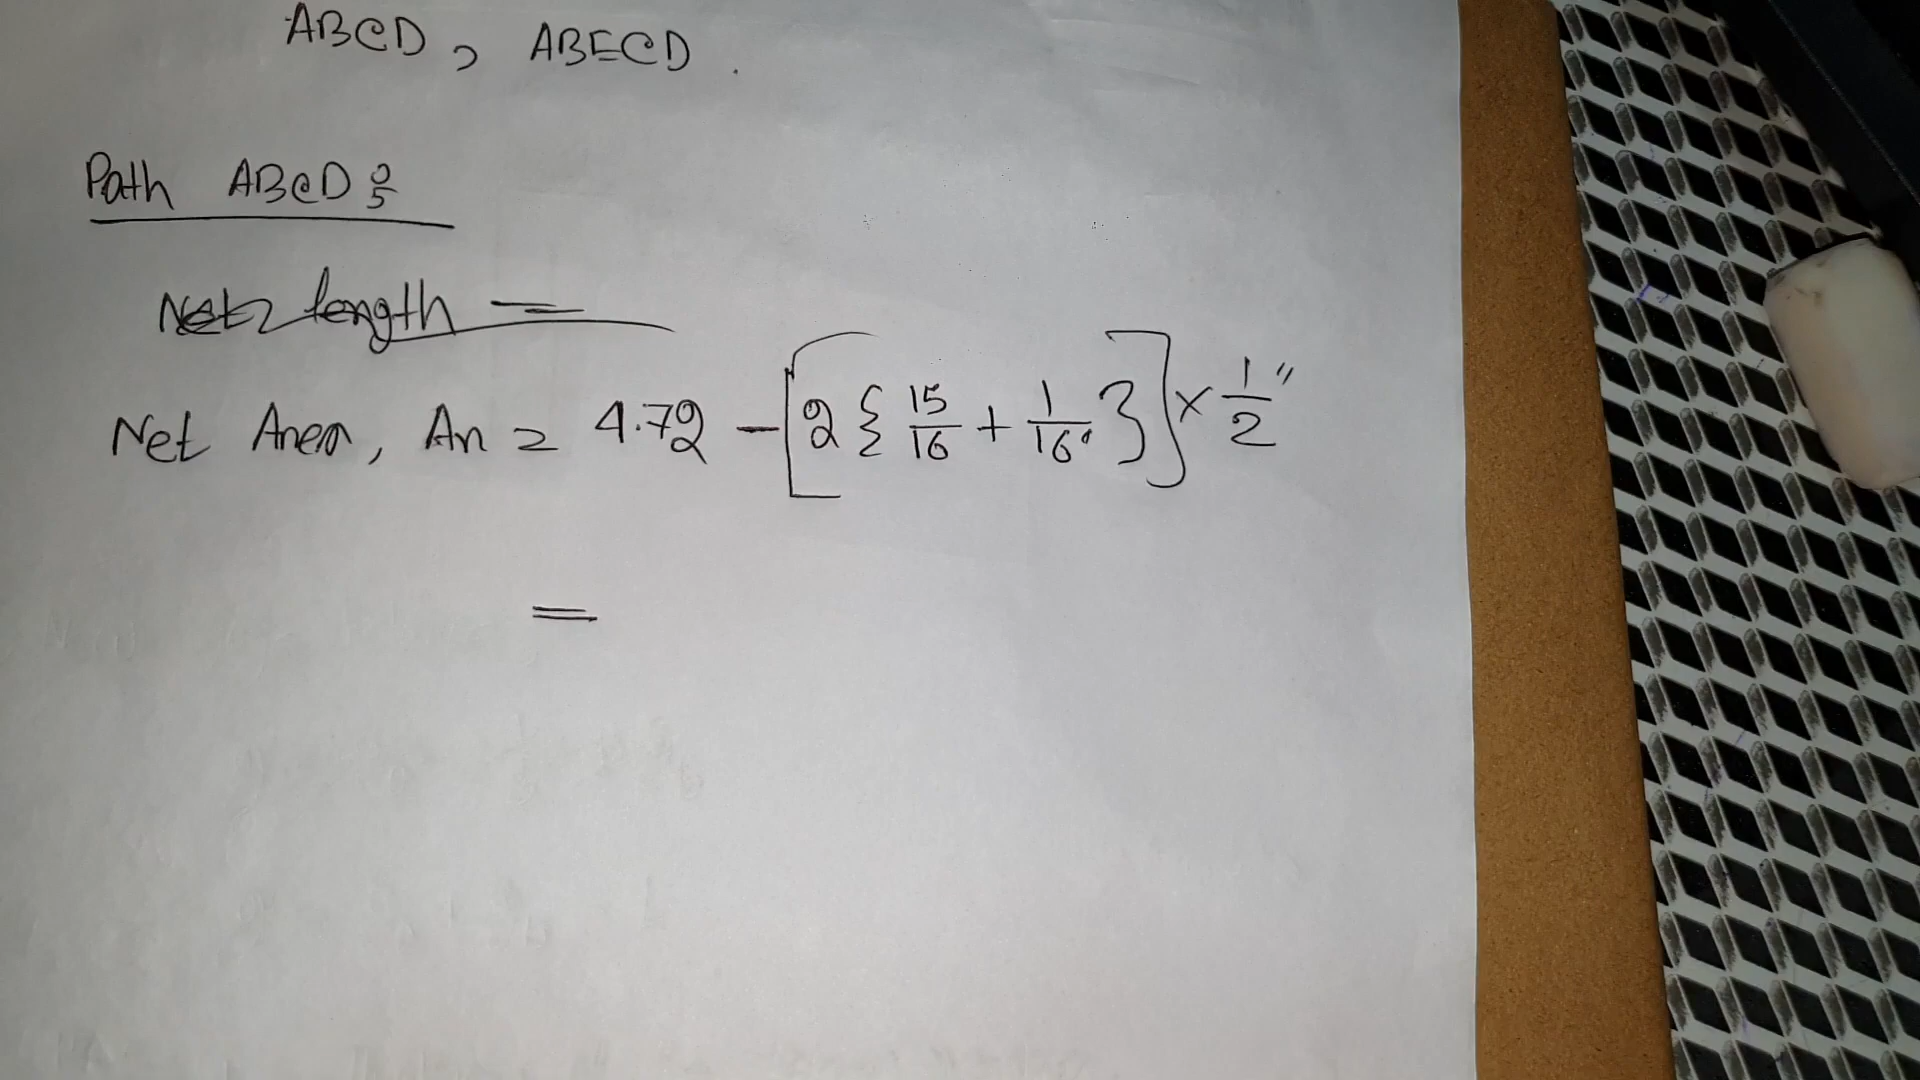 ABCD, ABECD.
Path ABCD:
Net length =
Net Area, An = 4.72 - [2{15/16 + 1/16}] × 1/2"
=